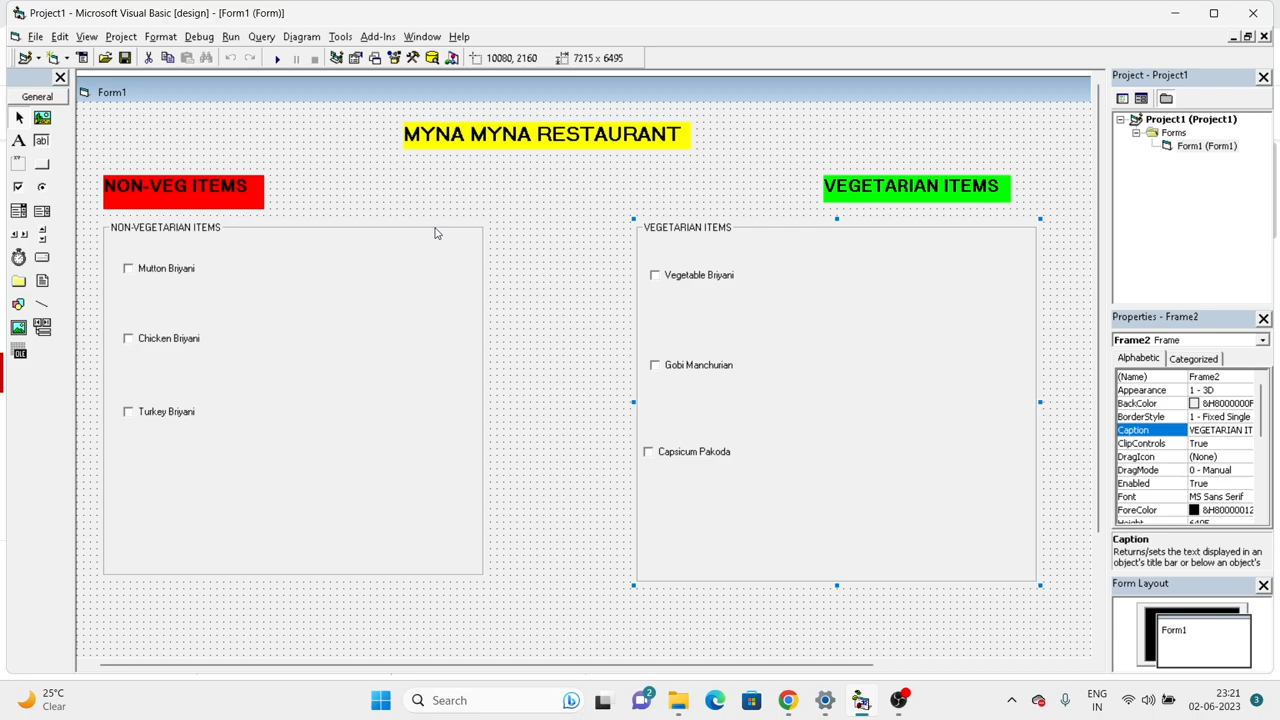 Project1 - Microsoft Visual Basic [design] - [Form1 (Form)]
File Edit View Project Format Debug Run Query Diagram Tools Add-Ins Window Help
10080, 2160 7215 x 6495
General
Form1
MYNA MYNA RESTAURANT
NON-VEG ITEMS
VEGETARIAN ITEMS
NON-VEGETARIAN ITEMS
Mutton Briyani
Chicken Briyani
Turkey Briyani
VEGETARIAN ITEMS
Vegetable Briyani
Gobi Manchurian
Capsicum Pakoda
Project - Project1
Project1 (Project1)
Forms
Form1 (Form1)
Properties - Frame2
Frame2 Frame
Alphabetic Categorized
(Name) Frame2
Appearance 1 - 3D
BackColor &H8000000F
BorderStyle 1 - Fixed Single
Caption VEGETARIAN IT
ClipControls True
DragIcon (None)
DragMode 0 - Manual
Enabled True
Font MS Sans Serif
ForeColor &H80000012
Height 6495
Caption
Returns/sets the text displayed in an
object's title bar or below an object's
Form Layout
Form1
ab|
OLE
25°C
Clear
Search
2
ENG
IN
23:21
02-06-2023
3